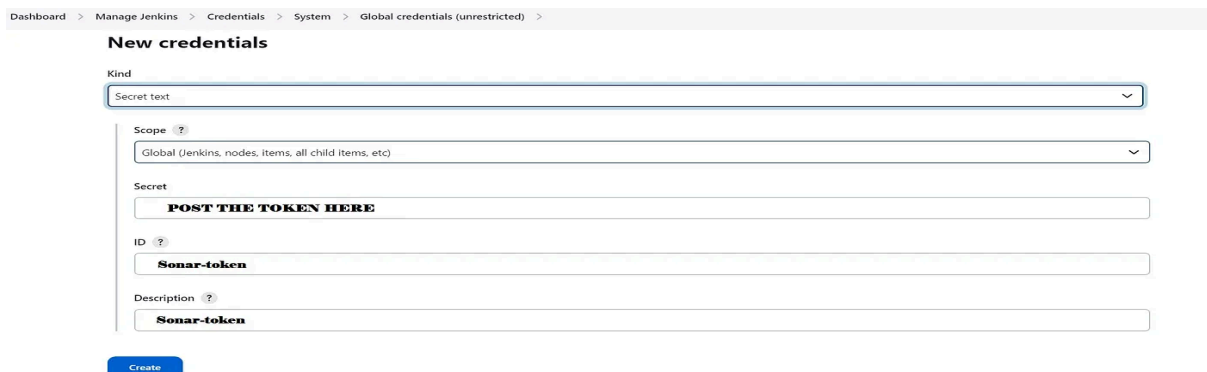 Dashboard > Manage Jenkins > Credentials > System > Global credentials (unrestricted) >
New credentials
Kind
Secret text
Scope ?
Global (Jenkins, nodes, items, all child items, etc)
Secret
POST THE TOKEN HERE
ID ?
Sonar-token
Description ?
Sonar-token
Create